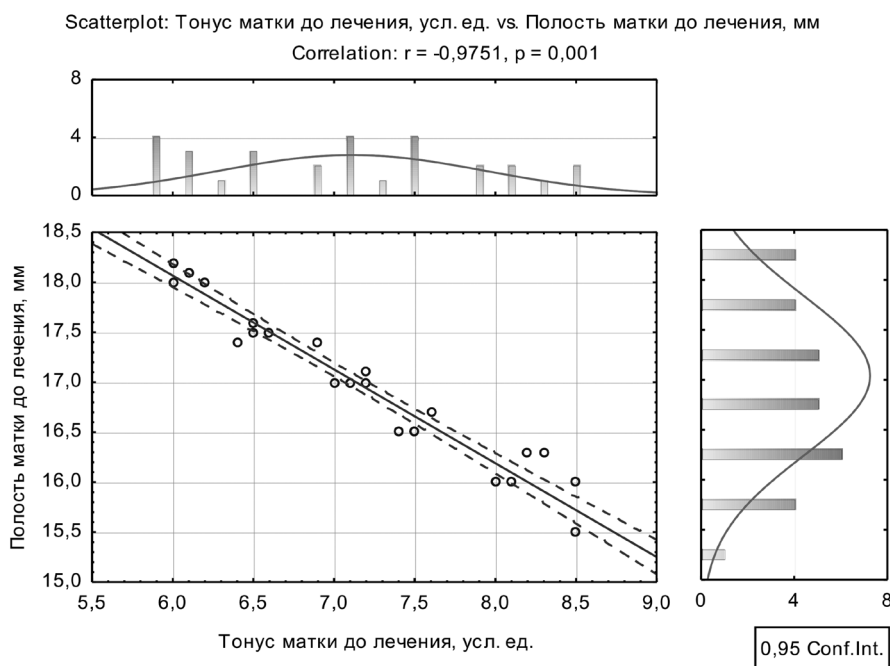 Scatterplot: Тонус матки до лечения, усл. ед. vs. Полость матки до лечения, мм
Correlation: r = -0,9751, p = 0,001
8
4
0
18,5
18,0
17,5
17,0
16,5
16,0
15,5
15,0
Полость матки до лечения, мм
5,5 6,0 6,5 7,0 7,5 8,0 8,5 9,0
0 4 8
Тонус матки до лечения, усл. ед.
0,95 Conf.Int.